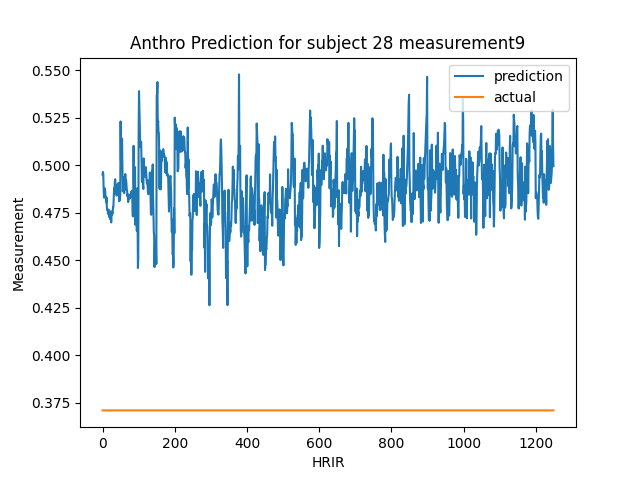 Anthro Prediction for subject 28 measurement9
prediction
actual
0.550
0.525
0.500
0.475
0.450
0.425
0.400
0.375
Measurement
0 200 400 600 800 1000 1200
HRIR